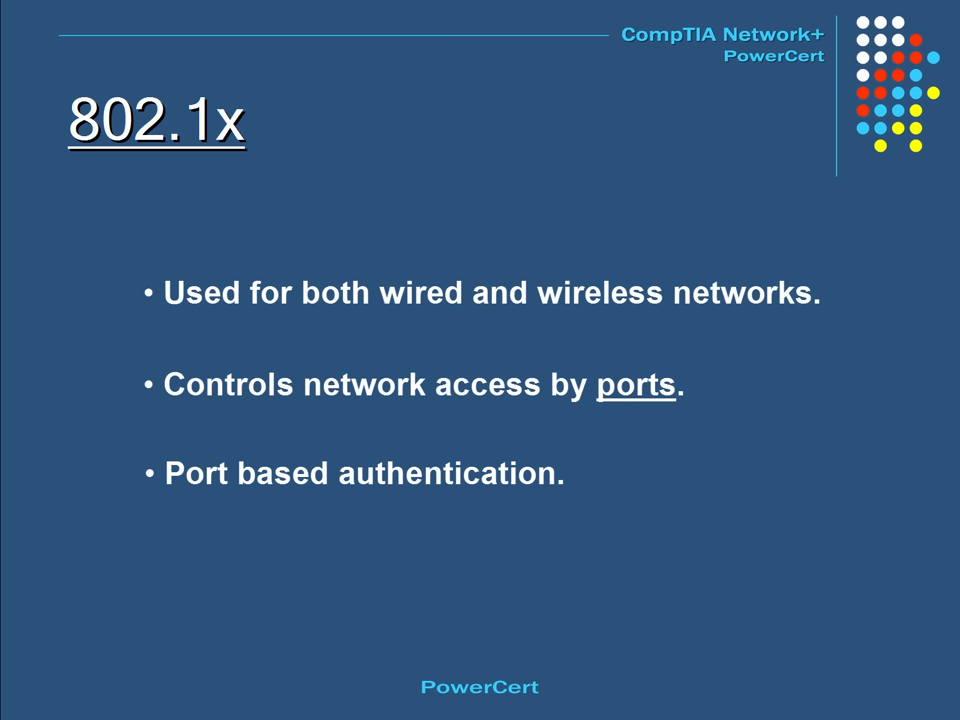 CompTIA Network+
PowerCert
802.1x
• Used for both wired and wireless networks.
• Controls network access by ports.
• Port based authentication.
PowerCert